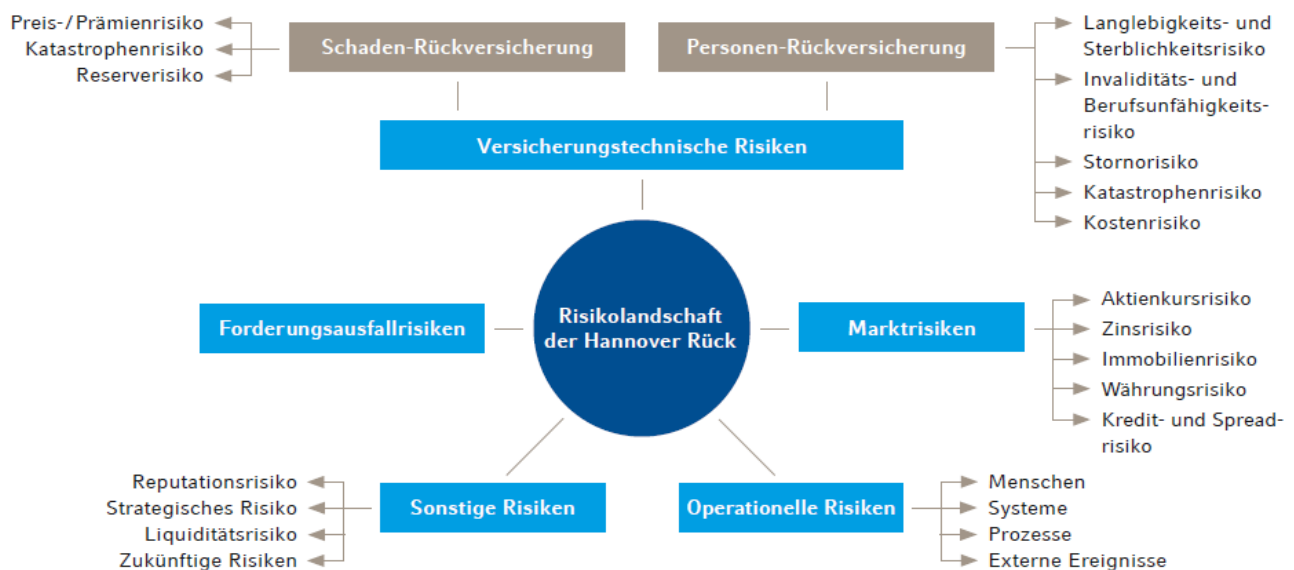 Preis-/Prämienrisiko
Katastrophenrisiko
Reserverisiko
Schaden-Rückversicherung
Personen-Rückversicherung
Langlebigkeits- und
Sterblichkeitsrisiko
Invaliditäts- und
Berufsunfähigkeits-
risiko
Stornorisiko
Katastrophenrisiko
Kostenrisiko
Versicherungstechnische Risiken
Forderungsausfallrisiken
Risikolandschaft
der Hannover Rück
Marktrisiken
Aktienkursrisiko
Zinsrisiko
Immobilienrisiko
Währungsrisiko
Kredit- und Spread-
risiko
Reputationsrisiko
Strategisches Risiko
Liquiditätsrisiko
Zukünftige Risiken
Sonstige Risiken
Operationelle Risiken
Menschen
Systeme
Prozesse
Externe Ereignisse